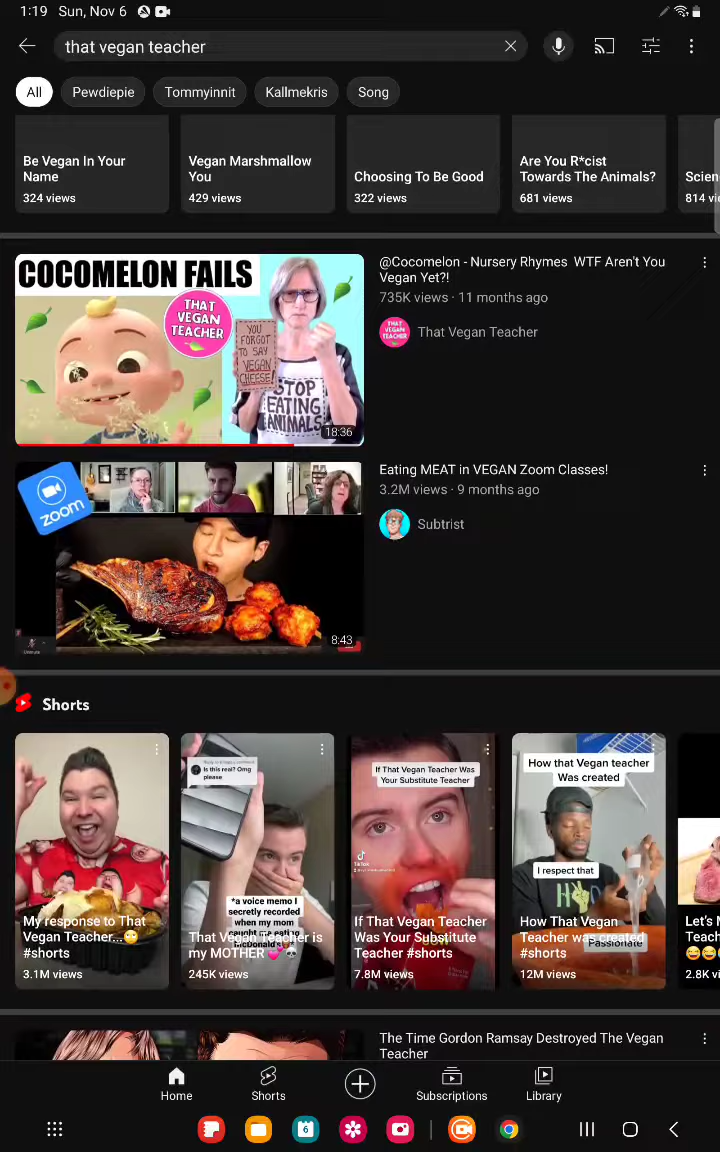 1:19 Sun, Nov 6
that vegan teacher
All Pewdiepie Tommyinnit Kallmekris Song
Be Vegan In Your
Name
324 views
Vegan Marshmallow
You
429 views
Choosing To Be Good
322 views
Are You R*cist
Towards The Animals?
681 views
Scien
814 vi
COCOMELON FAILS
THAT
VEGAN
TEACHER
YOU
FORGOT
TO SAY
VEGAN
CHEESE!
STOP
EATING
ANIMALS
18:36
@Cocomelon - Nursery Rhymes WTF Aren't You
Vegan Yet?!
735K views · 11 months ago
THAT
VEGAN
TEACHER
That Vegan Teacher
zoom
8:43
Eating MEAT in VEGAN Zoom Classes!
3.2M views · 9 months ago
Subtrist
Shorts
My response to That
Vegan Teacher...🙄
#shorts
3.1M views
Is this real? Omg
please
*a voice memo I
secretly recorded
when my mom
caught me eating
That Vegan Teacher is
my MOTHER 💕☠️
245K views
If That Vegan Teacher Was
Your Substitute Teacher
TikTok
If That Vegan Teacher
Was Your Substitute
Teacher #shorts
7.8M views
How that Vegan teacher
Was created
I respect that
Passionate
How That Vegan
Teacher was created
#shorts
12M views
Let's M
Teach
😅😅
2.8K vi
The Time Gordon Ramsay Destroyed The Vegan
Teacher
Home Shorts Subscriptions Library
6